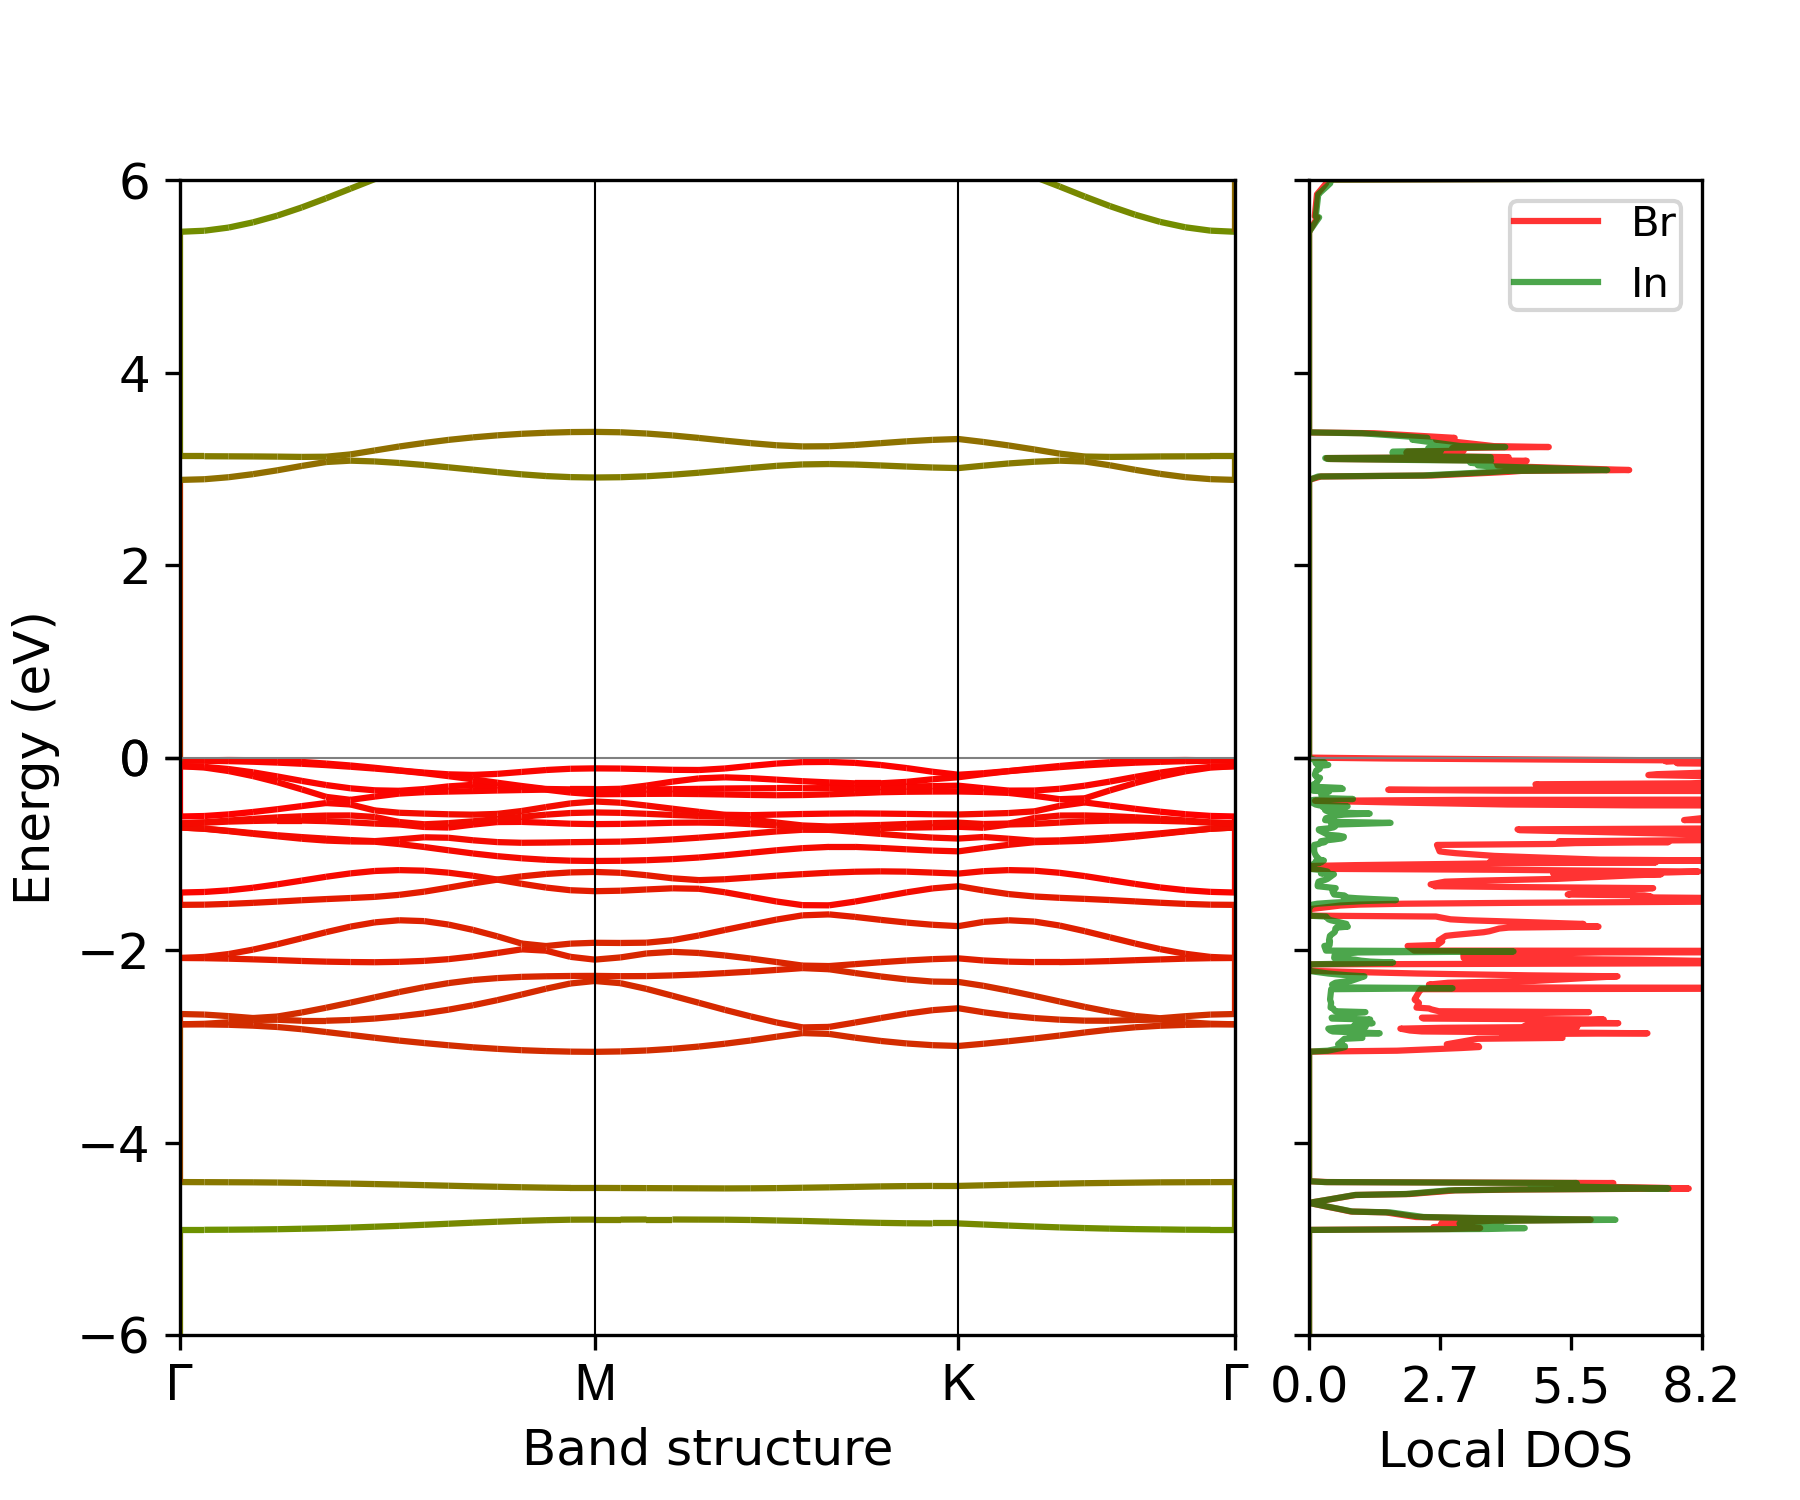 6
4
2
0
−2
−4
−6
Energy (eV)
Γ
M
K
Γ
Band structure
Br
In
0.0
2.7
5.5
8.2
Local DOS